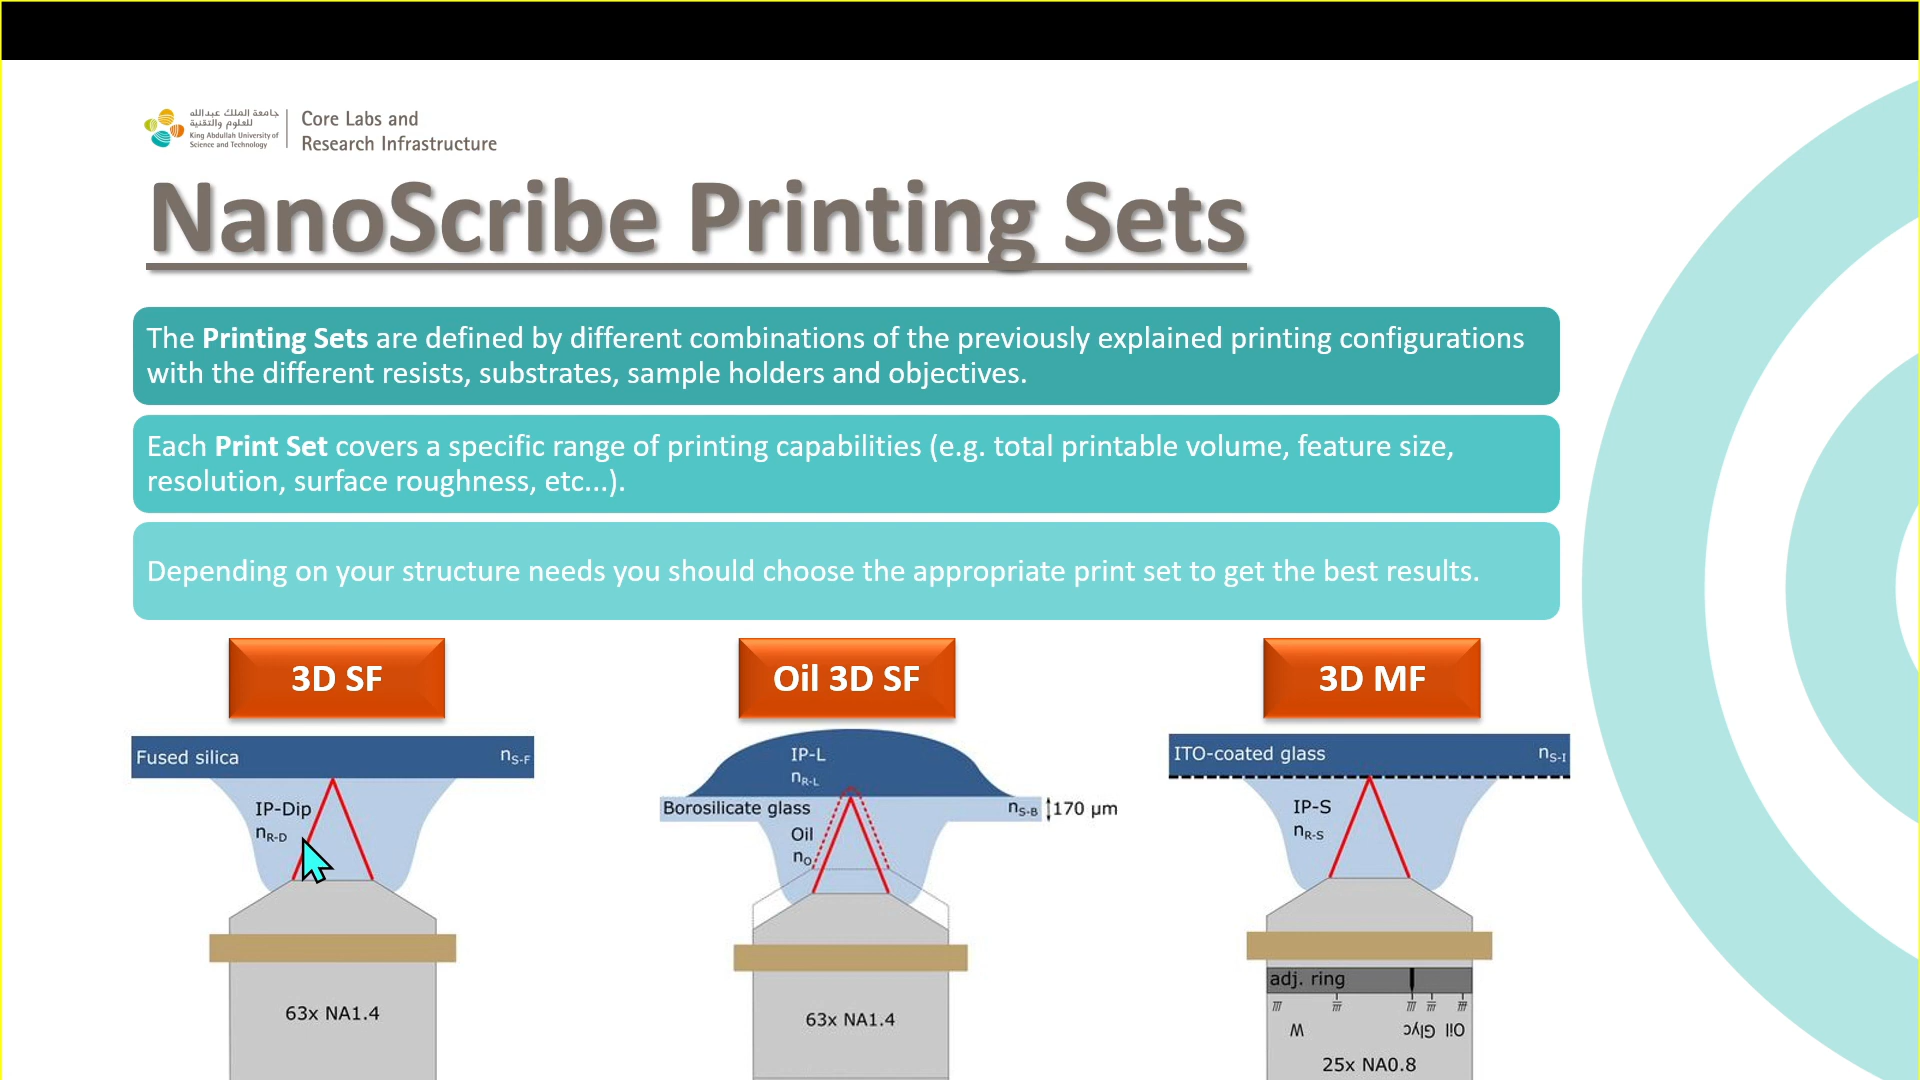 جامعة الملك عبدالله
للعلوم والتقنية
King Abdullah University of
Science and Technology
Core Labs and
Research Infrastructure
NanoScribe Printing Sets
The Printing Sets are defined by different combinations of the previously explained printing configurations
with the different resists, substrates, sample holders and objectives.
Each Print Set covers a specific range of printing capabilities (e.g. total printable volume, feature size,
resolution, surface roughness, etc...).
Depending on your structure needs you should choose the appropriate print set to get the best results.
3D SF
Oil 3D SF
3D MF
Fused silica nS-F
IP-Dip
nR-D
63x NA1.4
IP-L
nR-L
Borosilicate glass nS-B 170 µm
Oil
nO
63x NA1.4
ITO-coated glass nS-I
IP-S
nR-S
adj. ring
W Glyc Oil
25x NA0.8